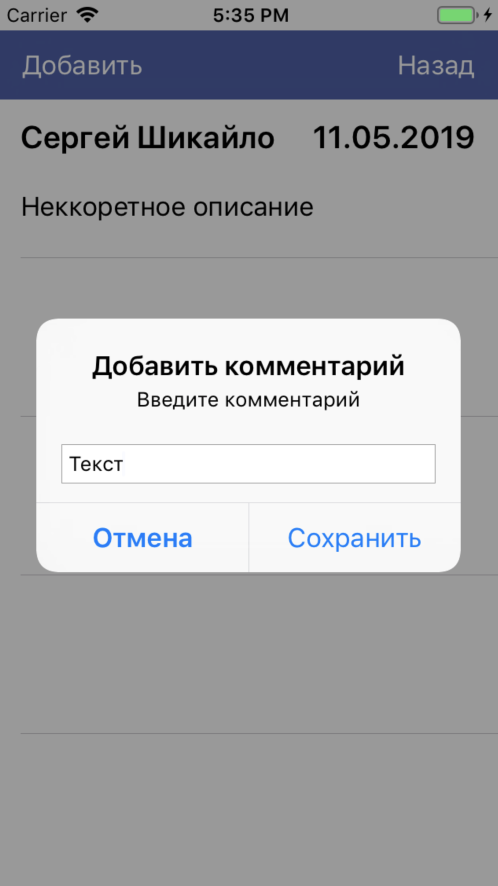 Carrier 5:35 PM
Добавить Назад
Сергей Шикайло 11.05.2019
Неккоретное описание
Добавить комментарий
Введите комментарий
Текст
Отмена Сохранить